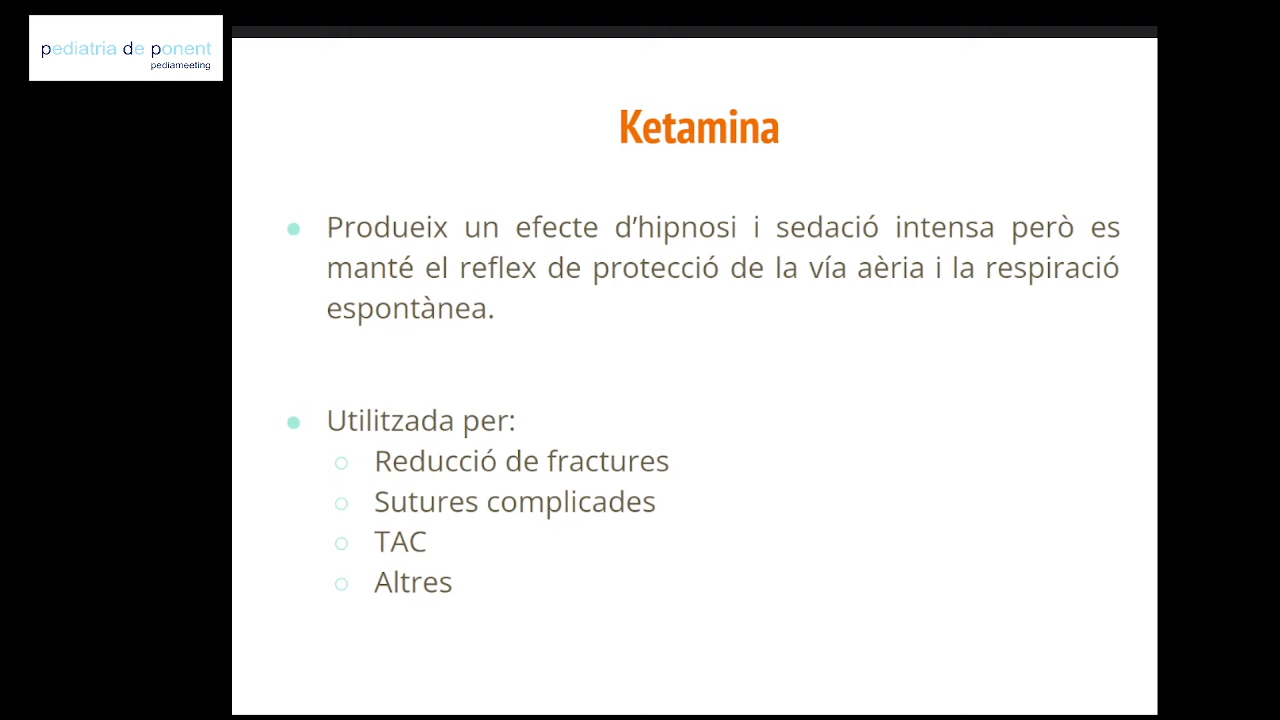 pediatria de ponent
pediameeting
Ketamina
Produeix un efecte d’hipnosi i sedació intensa però es
manté el reflex de protecció de la vía aèria i la respiració
espontànea.
Utilitzada per:
Reducció de fractures
Sutures complicades
TAC
Altres